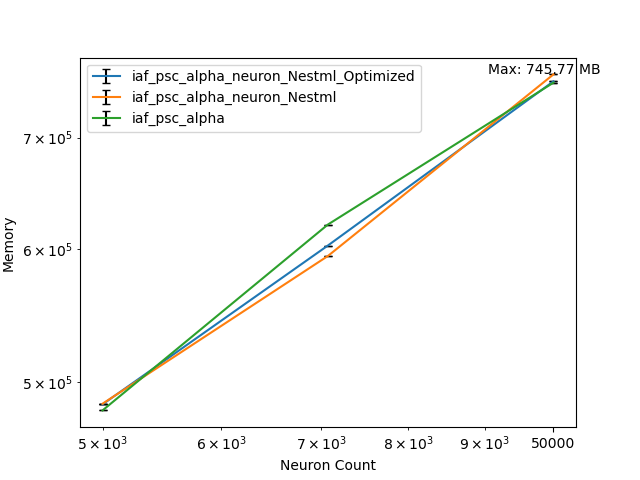 Max: 745.77 MB
iaf_psc_alpha_neuron_Nestml_Optimized
iaf_psc_alpha_neuron_Nestml
iaf_psc_alpha
7 × 10⁵
6 × 10⁵
5 × 10⁵
Memory
5 × 10³ 6 × 10³ 7 × 10³ 8 × 10³ 9 × 10³ 50000
Neuron Count